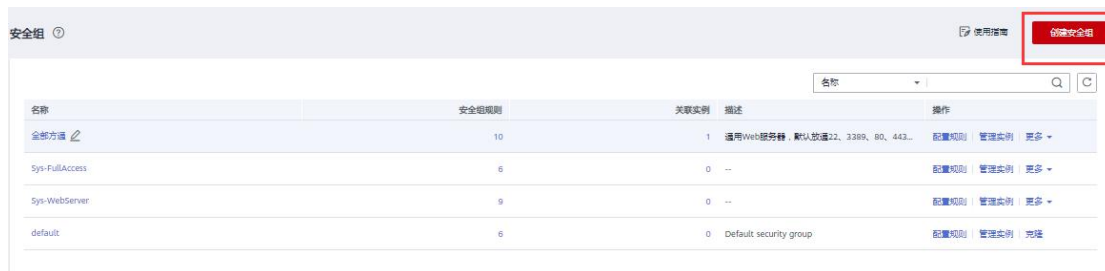 安全组
使用指南
创建安全组
名称
名称 安全组规则 关联实例 描述 操作
全部方通 10 1 通用Web服务器，默认放通22、3389、80、443... 配置规则 管理实例 更多
Sys-FullAccess 6 0 -- 配置规则 管理实例 更多
Sys-WebServer 9 0 -- 配置规则 管理实例 更多
default 6 0 Default security group 配置规则 管理实例 克隆